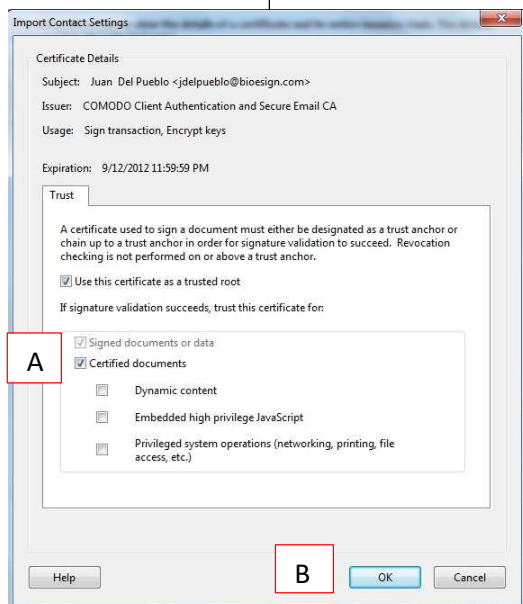 Import Contact Settings
Certificate Details
Subject: Juan Del Pueblo <jdelpueblo@bioesign.com>
Issuer: COMODO Client Authentication and Secure Email CA
Usage: Sign transaction, Encrypt keys
Expiration: 9/12/2012 11:59:59 PM
Trust
A certificate used to sign a document must either be designated as a trust anchor or
chain up to a trust anchor in order for signature validation to succeed. Revocation
checking is not performed on or above a trust anchor.
Use this certificate as a trusted root
If signature validation succeeds, trust this certificate for:
Signed documents or data
A
Certified documents
Dynamic content
Embedded high privilege JavaScript
Privileged system operations (networking, printing, file
access, etc.)
Help
B
OK
Cancel